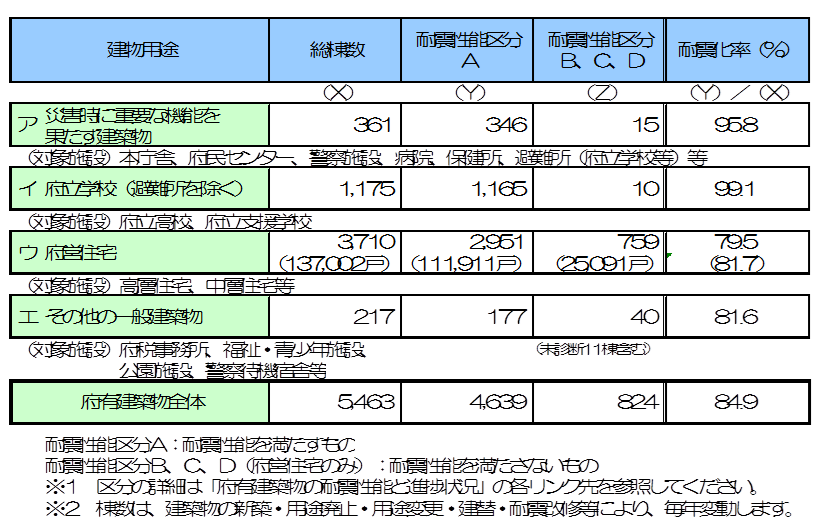 建物用途 総棟数 耐震性能区分A 耐震性能区分B、C、D 耐震化率（％）
（X） （Y） （Z） （Y）／（X）
ア 災害時に重要な機能を果たす建築物 361 346 15 95.8
（対象施設）本庁舎、府民センター、警察施設、病院、保健所、避難所（府立学校等）等
イ 府立学校（避難所を除く） 1,175 1,165 10 99.1
（対象施設）府立高校、府立支援学校
ウ 府営住宅 3,710 2,951 759 79.5
（137,002戸） （111,911戸） （25,091戸） （81.7）
（対象施設）高層住宅、中層住宅等
エ その他の一般建築物 217 177 40 81.6
（対象施設）府税事務所、福祉・青少年施設、 （未診断11棟含む）
公園施設、警察待機宿舎等
府有建築物全体 5,463 4,639 824 84.9
耐震性能区分A：耐震性能を満たすもの
耐震性能区分B、C、D（府営住宅のみ）：耐震性能を満たさないもの
※1 区分の詳細は「府有建築物の耐震性能と進捗状況」の各リンク先を参照してください。
※2 棟数は、建築物の新築・用途廃止・用途変更・建替・耐震改修等により、毎年変動します。